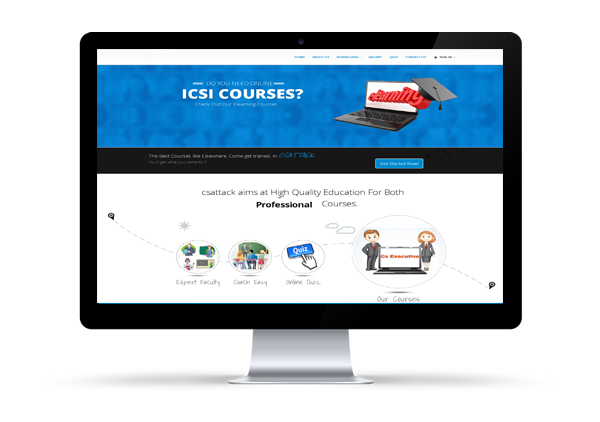 HOME ABOUT US DOWNLOADS GALLERY QUIZ CONTACT US SIGN IN
DO YOU NEED ONLINE
ICSI COURSES?
Check Out Our Elearning Courses
elearning
The Best Courses like Elsewhere. Come get trained. in CSATTACK
You'll get what you came for!!
Get Started Now!
csattack aims at High Quality Education For Both
Professional Courses.
Quiz
Cs Executive
Expert Faculty Coach Easy Online Quiz
Our Courses